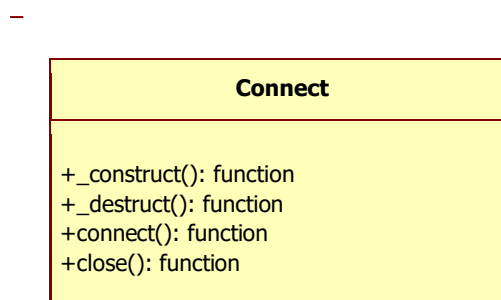 Connect
+_construct(): function
+_destruct(): function
+connect(): function
+close(): function